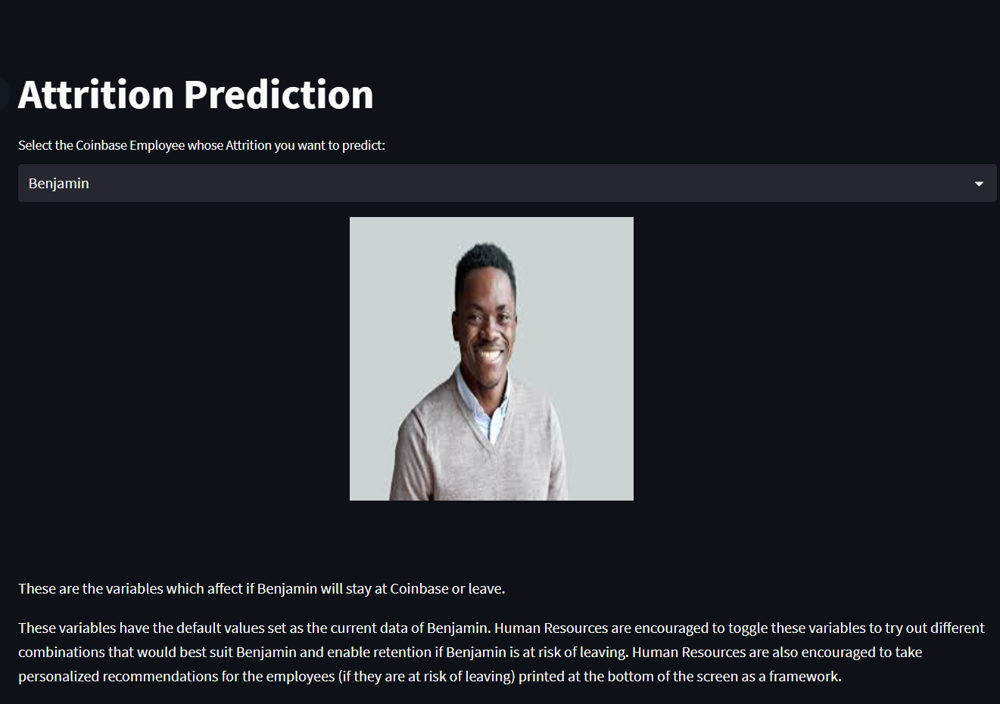 Attrition Prediction
Select the Coinbase Employee whose Attrition you want to predict:
Benjamin
These are the variables which affect if Benjamin will stay at Coinbase or leave.
These variables have the default values set as the current data of Benjamin. Human Resources are encouraged to toggle these variables to try out different
combinations that would best suit Benjamin and enable retention if Benjamin is at risk of leaving. Human Resources are also encouraged to take
personalized recommendations for the employees (if they are at risk of leaving) printed at the bottom of the screen as a framework.